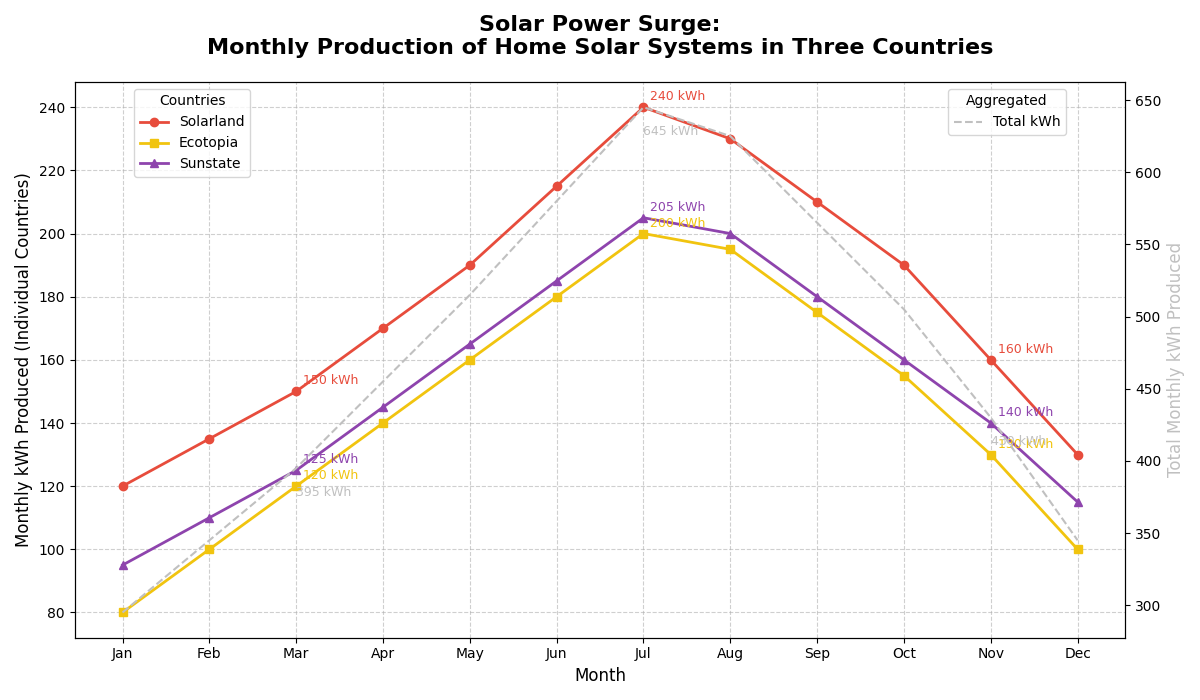 Solar Power Surge:
Monthly Production of Home Solar Systems in Three Countries
Monthly kWh Produced (Individual Countries)
240
220
200
180
160
140
120
100
80
Countries
Solarland
Ecotopia
Sunstate
Aggregated
Total kWh
240 kWh
645 kWh
205 kWh
200 kWh
150 kWh
125 kWh
120 kWh
395 kWh
160 kWh
140 kWh
430 kWh
130 kWh
650
600
550
500
450
400
350
300
Total Monthly kWh Produced
Jan
Feb
Mar
Apr
May
Jun
Jul
Aug
Sep
Oct
Nov
Dec
Month